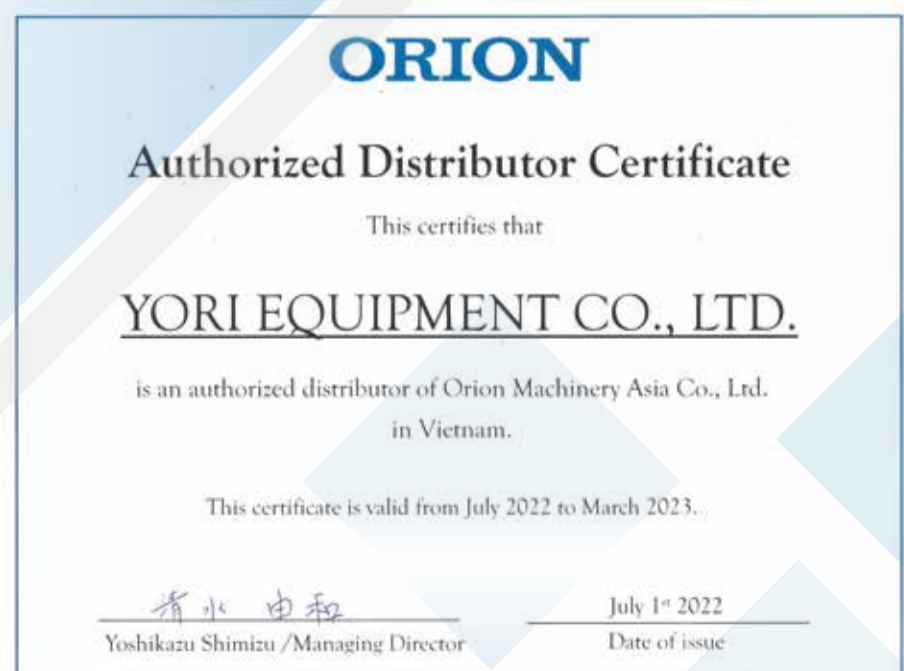 ORION
Authorized Distributor Certificate
This certifies that
YORI EQUIPMENT CO., LTD.
is an authorized distributor of Orion Machinery Asia Co., Ltd.
in Vietnam.
This certificate is valid from July 2022 to March 2023.
清水 由和
July 1st 2022
Yoshikazu Shimizu /Managing Director
Date of issue